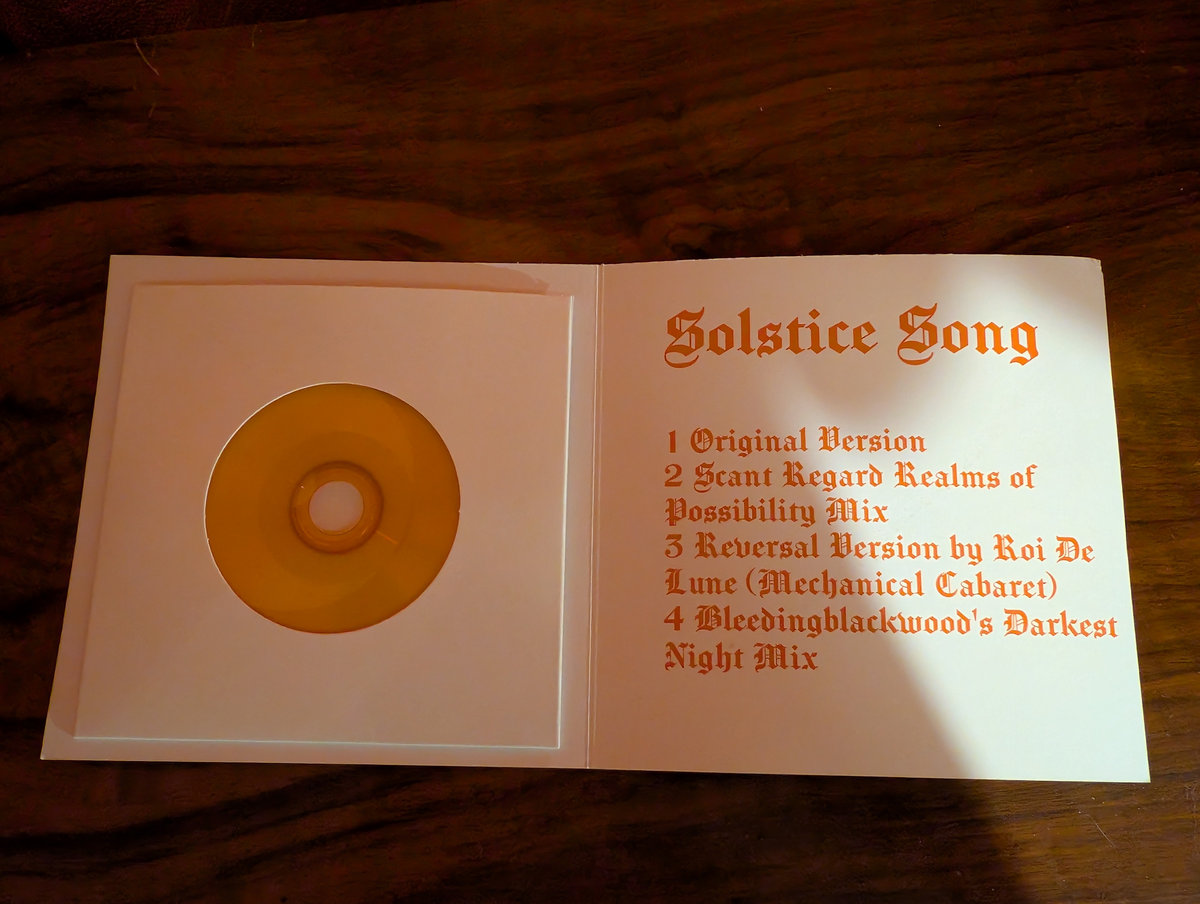 Solstice Song
1 Original Version
2 Scant Regard Realms of
Possibility Mix
3 Reversal Version by Roi De
Lune (Mechanical Cabaret)
4 Bleedingblackwood's Darkest
Night Mix